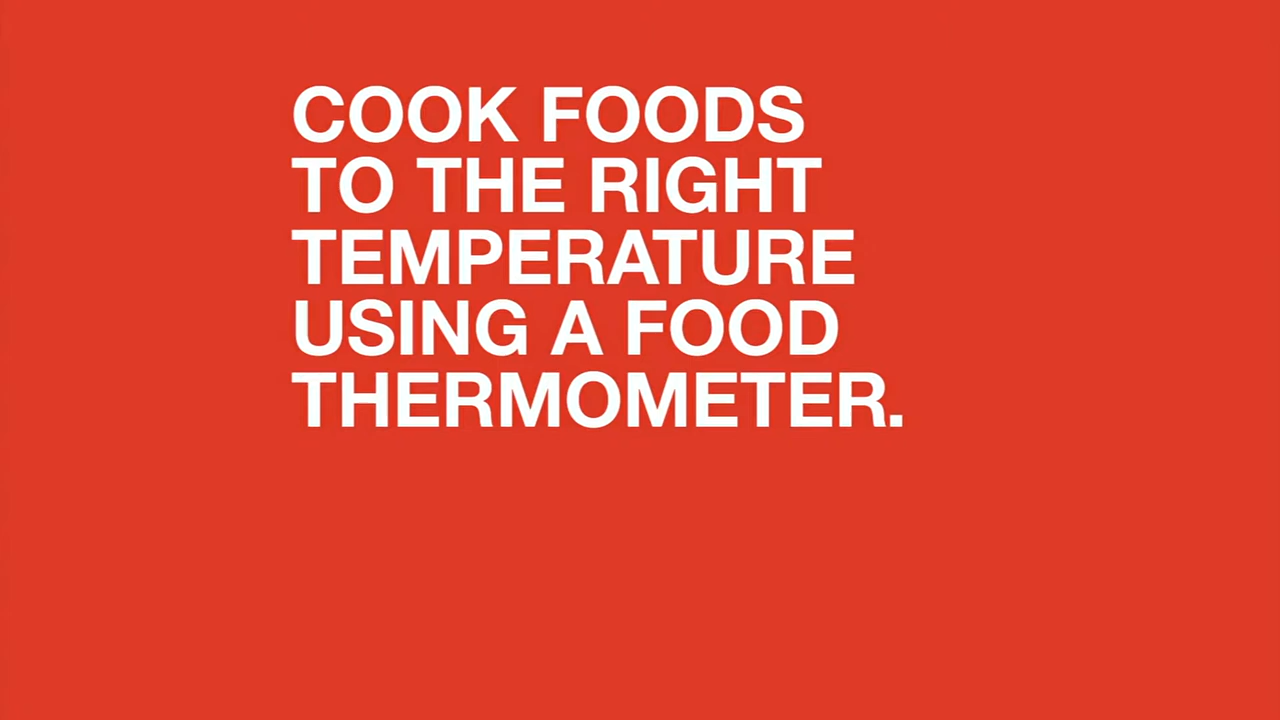 COOK FOODS
TO THE RIGHT
TEMPERATURE
USING A FOOD
THERMOMETER.